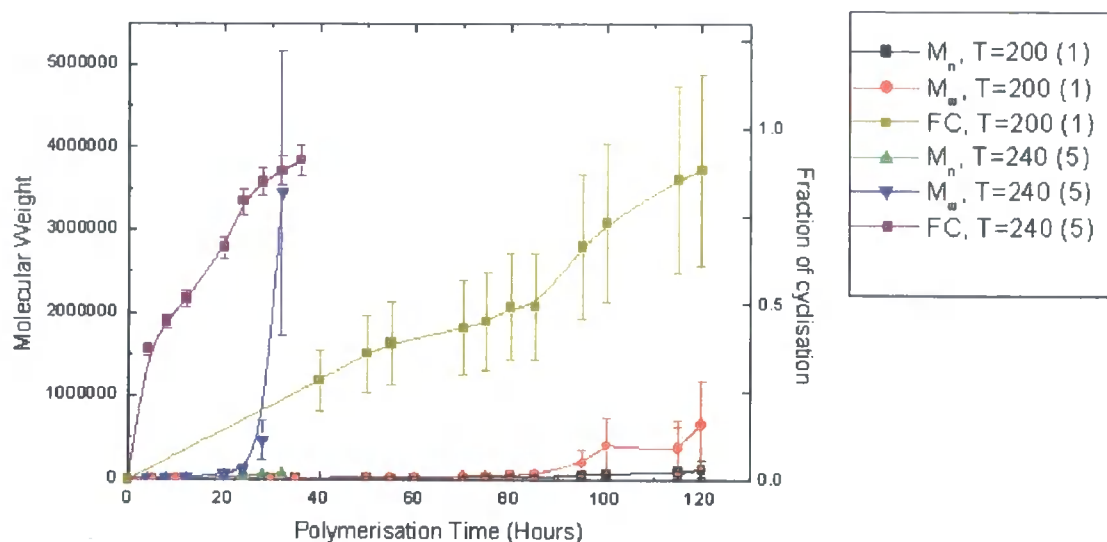 Molecular Weight
5000000
4000000
3000000
2000000
1000000
0
0
20
40
60
80
100
120
Polymerisation Time (Hours)
1.0
0.5
0.0
Fraction of cyclisation
Mn, T=200 (1)
Mω, T=200 (1)
FC, T=200 (1)
Mn, T=240 (5)
Mω, T=240 (5)
FC, T=240 (5)